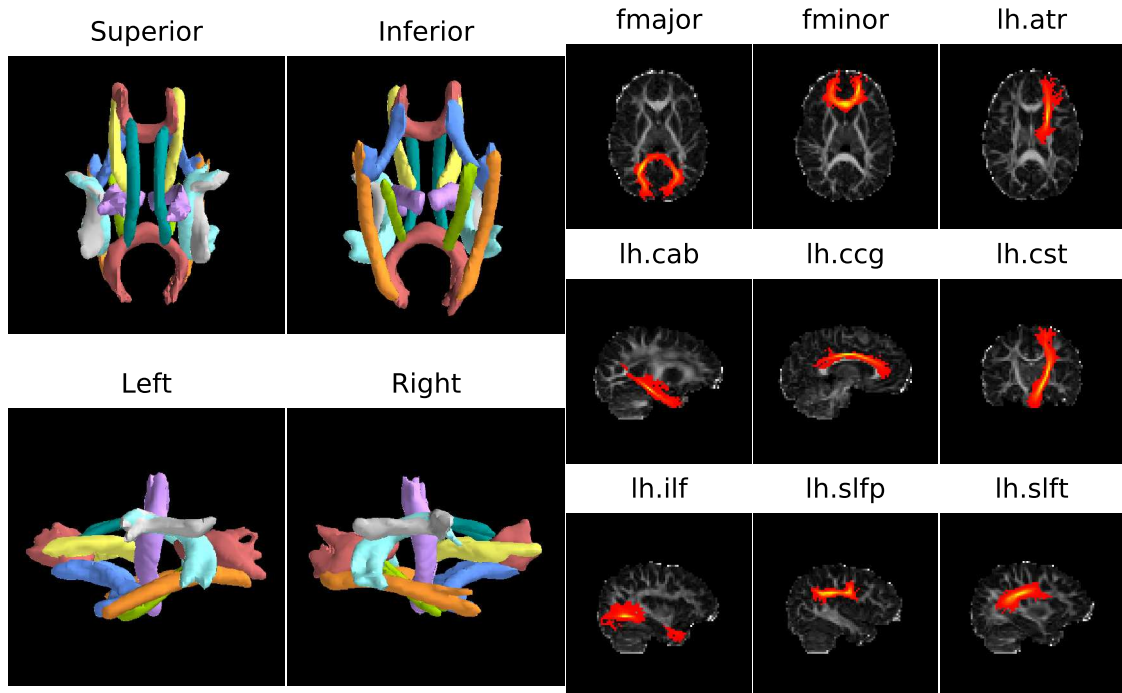 Superior
Inferior
Left
Right
fmajor
fminor
lh.atr
lh.cab
lh.ccg
lh.cst
lh.ilf
lh.slfp
lh.slft